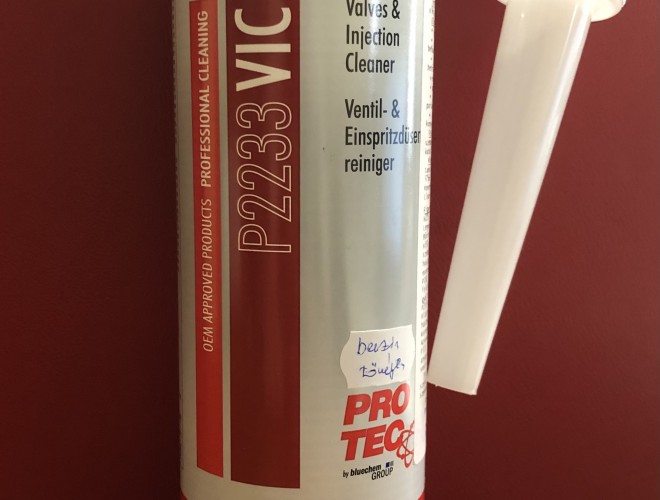 OEM APPROVED PRODUCTS PROFESSIONAL CLEANING
P2233 VIC
Valves &
Injection
Cleaner
Ventil- &
Einspritzdüsen
reiniger
PRO
TEC
by bluechem
GROUP